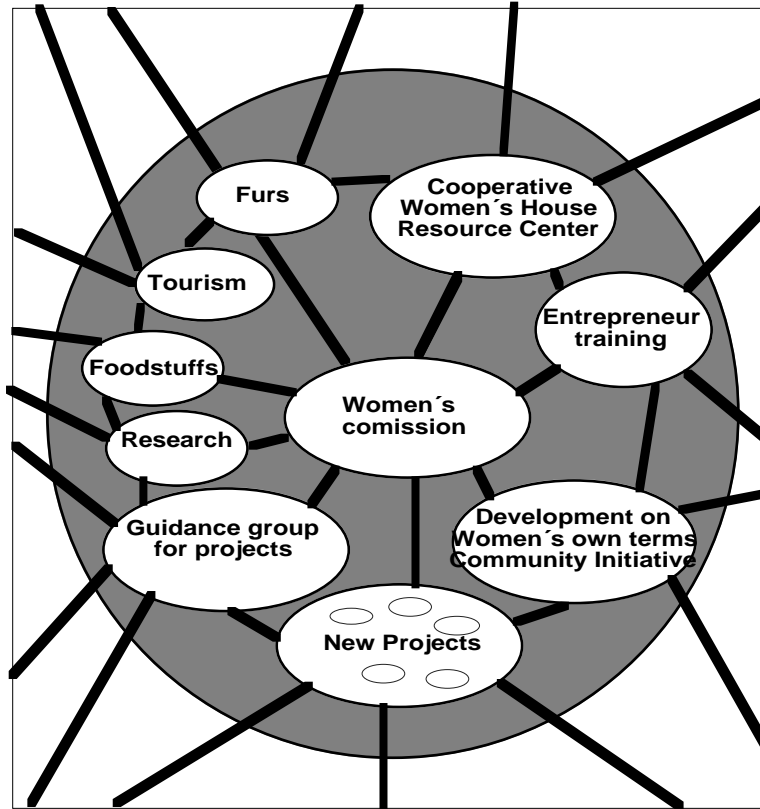 Furs
Cooperative
Women´s House
Resource Center
Tourism
Entrepreneur
training
Foodstuffs
Women´s
comission
Research
Guidance group
for projects
Development on
Women´s own terms
Community Initiative
New Projects